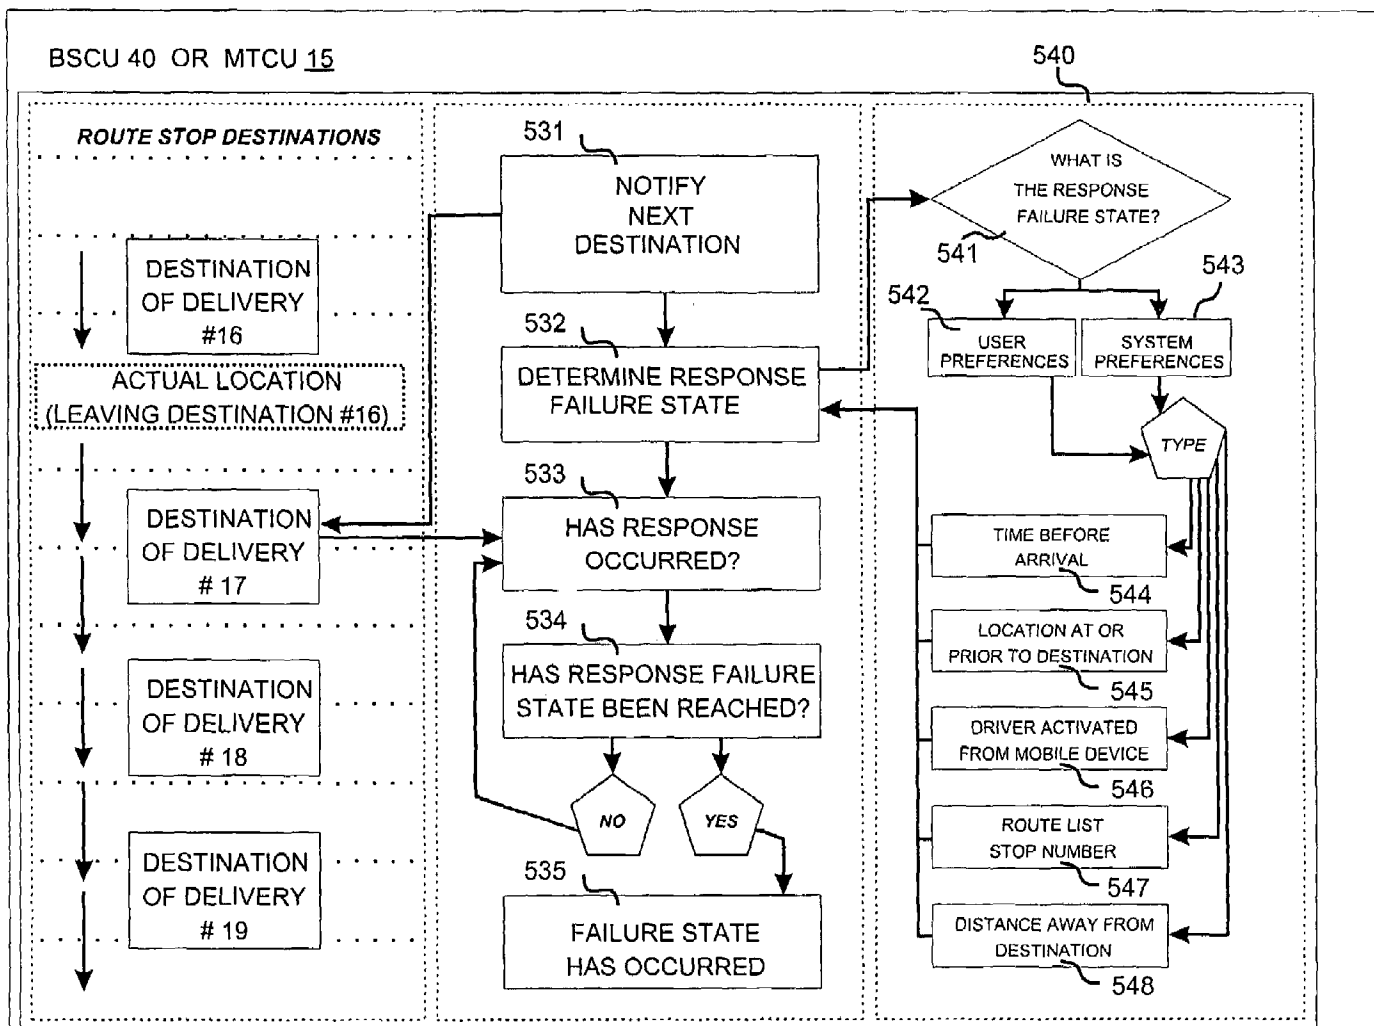 BSCU 40 OR MTCU 15
ROUTE STOP DESTINATIONS
DESTINATION
OF DELIVERY
#16
ACTUAL LOCATION
(LEAVING DESTINATION #16)
DESTINATION
OF DELIVERY
# 17
DESTINATION
OF DELIVERY
# 18
DESTINATION
OF DELIVERY
# 19
531
NOTIFY
NEXT
DESTINATION
532
DETERMINE RESPONSE
FAILURE STATE
533
HAS RESPONSE
OCCURRED?
534
HAS RESPONSE FAILURE
STATE BEEN REACHED?
NO
YES
535
FAILURE STATE
HAS OCCURRED
540
WHAT IS
THE RESPONSE
FAILURE STATE?
541
542
USER
PREFERENCES
543
SYSTEM
PREFERENCES
TYPE
TIME BEFORE
ARRIVAL
544
LOCATION AT OR
PRIOR TO DESTINATION
545
DRIVER ACTIVATED
FROM MOBILE DEVICE
546
ROUTE LIST
STOP NUMBER
547
DISTANCE AWAY FROM
DESTINATION
548